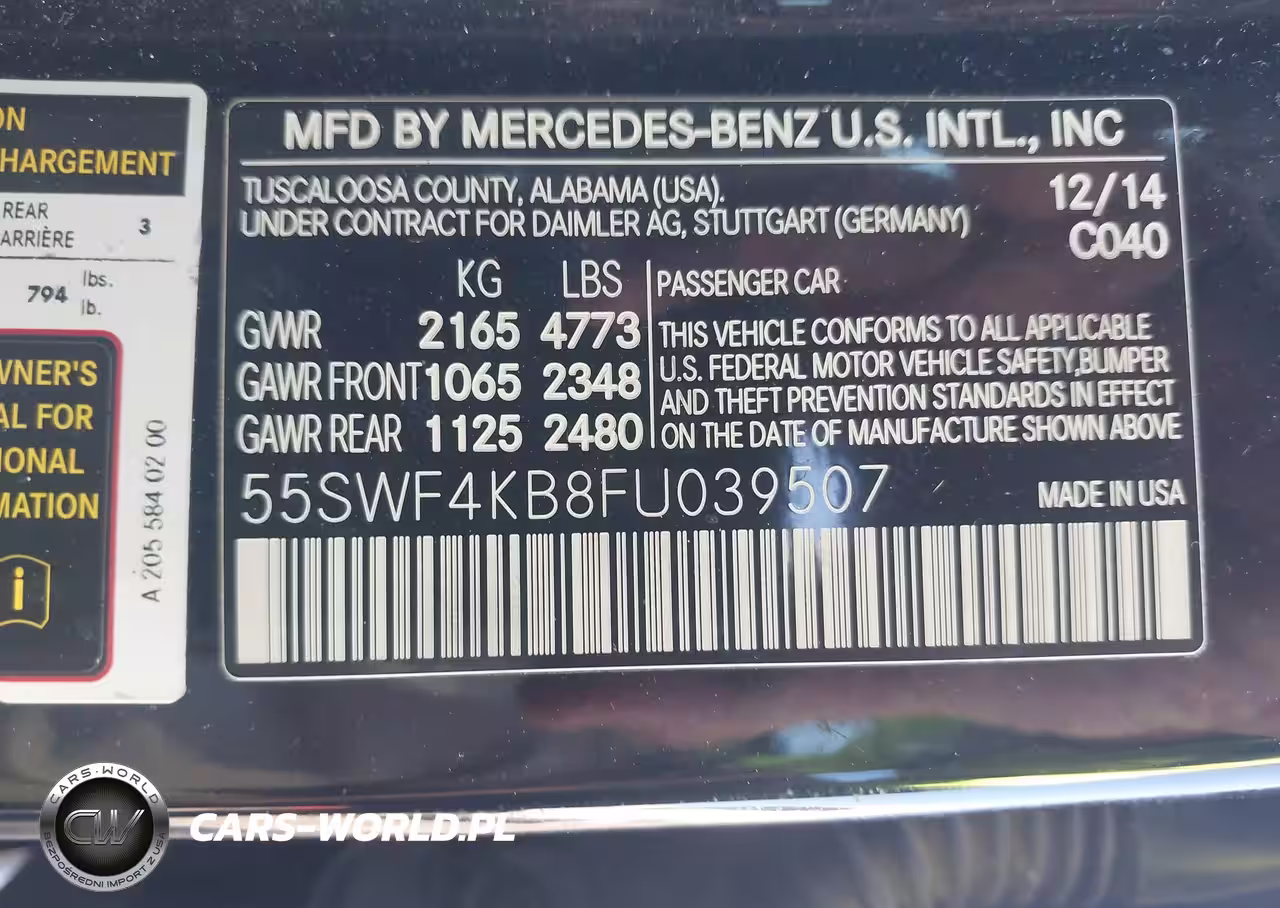 ON
HARGEMENT
REAR
ARRIÈRE 3
794 lbs.
lb.
WNER'S
AL FOR
IONAL
MATION
i
A 205 584 02 00
MFD BY MERCEDES-BENZ U.S. INTL., INC
TUSCALOOSA COUNTY, ALABAMA (USA). 12/14
UNDER CONTRACT FOR DAIMLER AG, STUTTGART (GERMANY) C040
KG LBS
GVWR 2165 4773
GAWR FRONT 1065 2348
GAWR REAR 1125 2480
PASSENGER CAR
THIS VEHICLE CONFORMS TO ALL APPLICABLE
U.S. FEDERAL MOTOR VEHICLE SAFETY,BUMPER
AND THEFT PREVENTION STANDARDS IN EFFECT
ON THE DATE OF MANUFACTURE SHOWN ABOVE
55SWF4KB8FU039507 MADE IN USA
CARS-WORLD
CW
BEZPOŚREDNI IMPORT Z USA
CARS-WORLD.PL